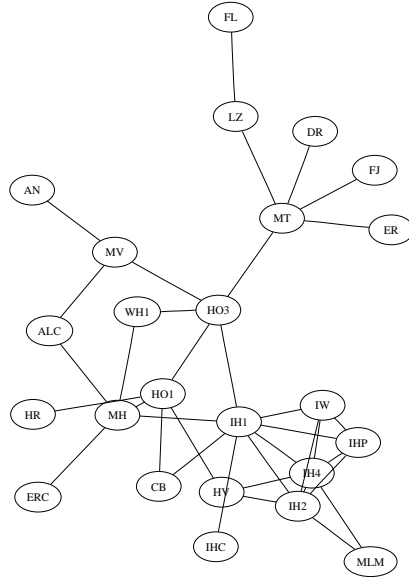 FL
LZ
DR
FJ
AN
MT
ER
MV
WH1
HO3
ALC
HO1
IW
HR
MH
IH1
IHP
IH4
CB
HV
ERC
IH2
IHC
MLM